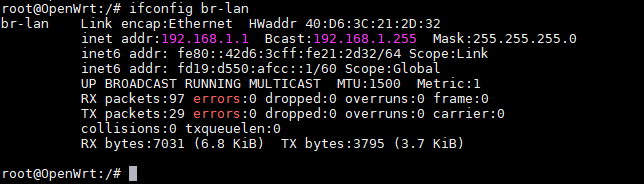 root@OpenWrt:/# ifconfig br-lan
br-lan    Link encap:Ethernet  HWaddr 40:D6:3C:21:2D:32
          inet addr:192.168.1.1  Bcast:192.168.1.255  Mask:255.255.255.0
          inet6 addr: fe80::42d6:3cff:fe21:2d32/64 Scope:Link
          inet6 addr: fd19:d550:afcc::1/60 Scope:Global
          UP BROADCAST RUNNING MULTICAST  MTU:1500  Metric:1
          RX packets:97 errors:0 dropped:0 overruns:0 frame:0
          TX packets:29 errors:0 dropped:0 overruns:0 carrier:0
          collisions:0 txqueuelen:0
          RX bytes:7031 (6.8 KiB)  TX bytes:3795 (3.7 KiB)
root@OpenWrt:/#